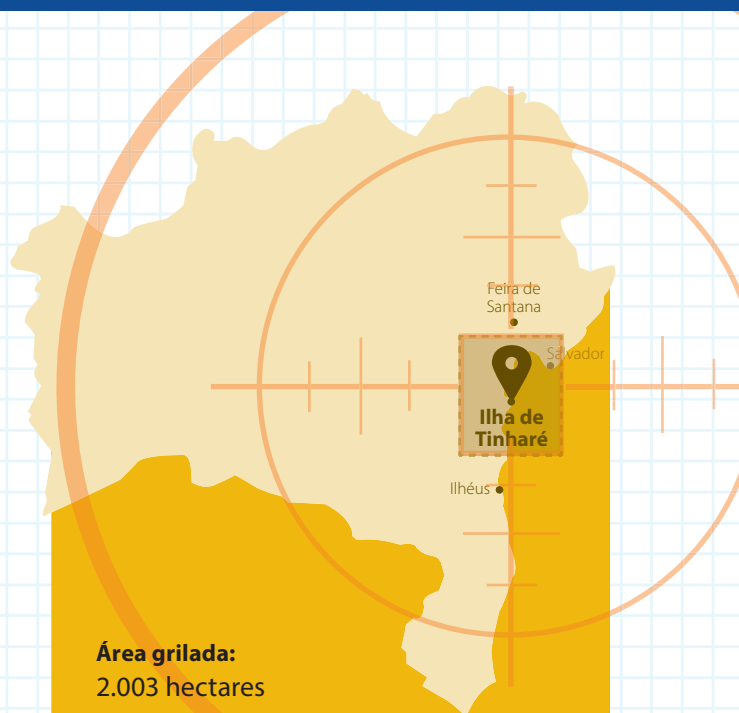 Feira de
Santana
Salvador
Ilha de
Tinharé
Ilhéus
Área grilada:
2.003 hectares